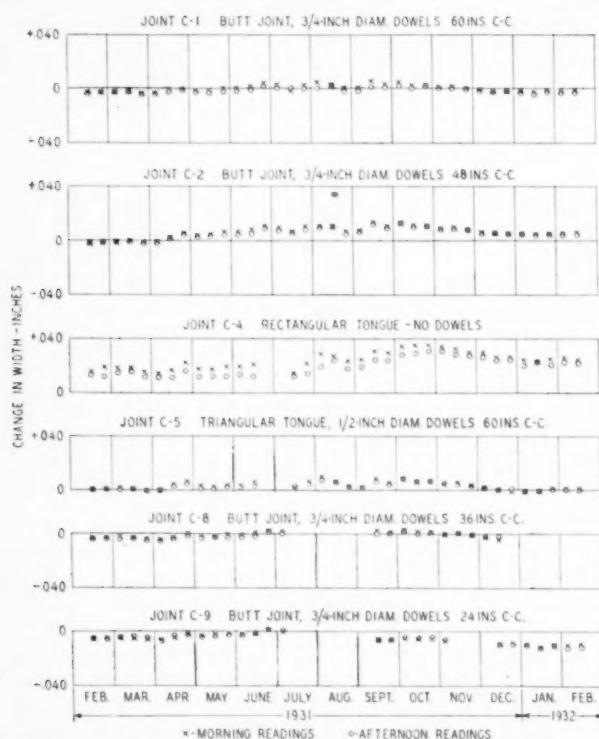 JOINT C-1 BUTT JOINT, 3/4-INCH DIAM. DOWELS 60 INS. C-C.
+.040
0
-.040
JOINT C-2 BUTT JOINT, 3/4-INCH DIAM. DOWELS 48 INS. C-C.
+.040
0
-.040
JOINT C-4 RECTANGULAR TONGUE - NO DOWELS
+.040
0
JOINT C-5 TRIANGULAR TONGUE, 1/2-INCH DIAM. DOWELS 60 INS. C-C.
+.040
0
JOINT C-8 BUTT JOINT, 3/4-INCH DIAM. DOWELS 36 INS. C-C.
0
-.040
JOINT C-9 BUTT JOINT, 3/4-INCH DIAM. DOWELS 24 INS. C-C.
0
-.040
CHANGE IN WIDTH - INCHES
FEB. MAR. APR. MAY JUNE JULY AUG. SEPT. OCT. NOV. DEC. JAN. FEB.
1931 1932
x-MORNING READINGS o-AFTERNOON READINGS